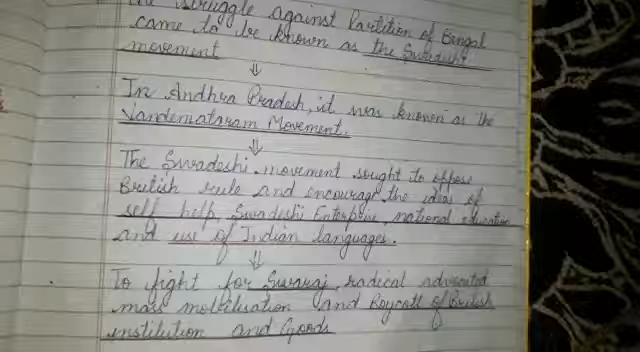 the struggle against Partition of Bengal
came to be known as the Swadeshi
movement
⇓
In Andhra Pradesh, it was known as the
Vandemataram Movement.
⇓
The Swadeshi movement sought to oppose
British rule and encourage the ideas of
self help, Swadeshi Enterprise, national education
and use of Indian languages.
⇓
To fight for Swaraj, radical advocated
mass mobilisation and Boycott of British
institution and Goods